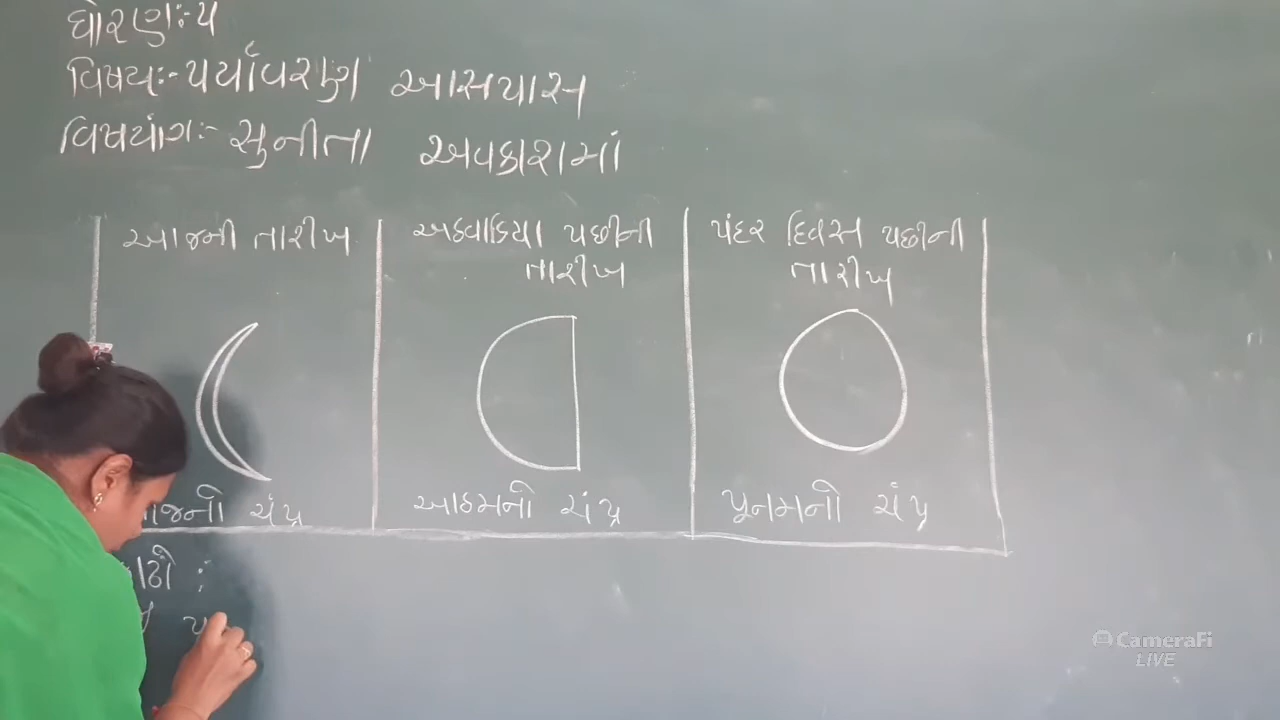 ધોરણ:-૫
વિષય:-પર્યાવરણ આસપાસ
વિષયાંગ:- સુનીતા અવકાશમાં
આજની તારીખ
અઠવાડિયા પછીની
તારીખ
પંદર દિવસ પછીની
તારીખ
ચંદ્ર
આઠમનો ચંદ્ર
પૂનમનો ચંદ્ર
CameraFi
LIVE